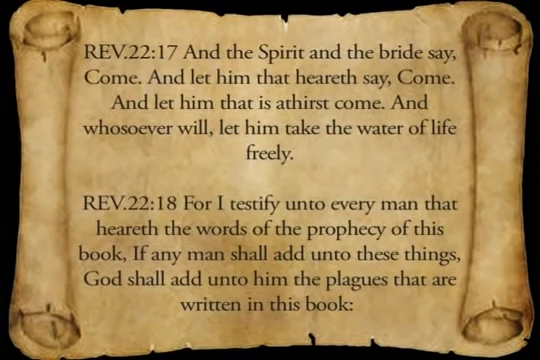 REV.22:17 And the Spirit and the bride say,
Come. And let him that heareth say, Come.
And let him that is athirst come. And
whosoever will, let him take the water of life
freely.
REV.22:18 For I testify unto every man that
heareth the words of the prophecy of this
book, If any man shall add unto these things,
God shall add unto him the plagues that are
written in this book: